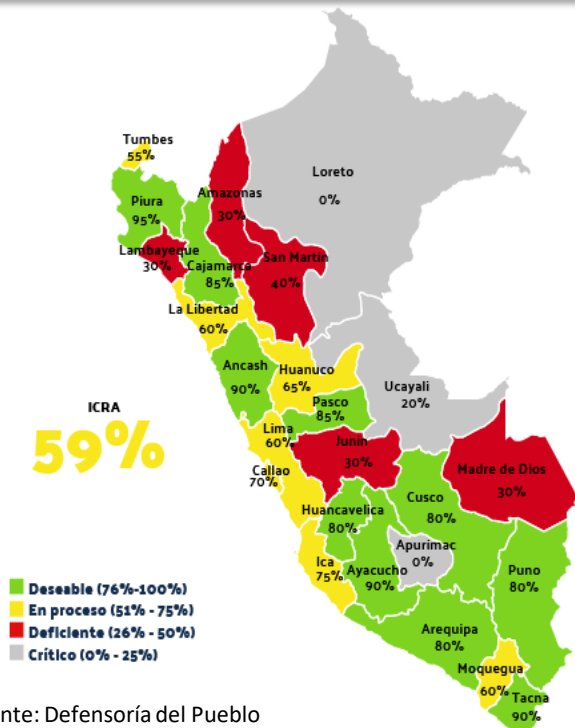 Tumbes
55%
Loreto
0%
Amazonas
30%
Piura
95%
Lambayeque
30%
Cajamarca
85%
San Martin
40%
La Libertad
60%
Ancash
90%
Huanuco
65%
Ucayali
20%
Pasco
85%
ICRA
59%
Lima
60%
Junin
30%
Callao
70%
Madre de Dios
30%
Cusco
80%
Huancavelica
80%
Apurimac
0%
Ica
75%
Ayacucho
90%
Puno
80%
Arequipa
80%
Moquegua
60%
Tacna
90%
Deseable (76%-100%)
En proceso (51% - 75%)
Deficiente (26% - 50%)
Crítico (0% - 25%)
nte: Defensoría del Pueblo